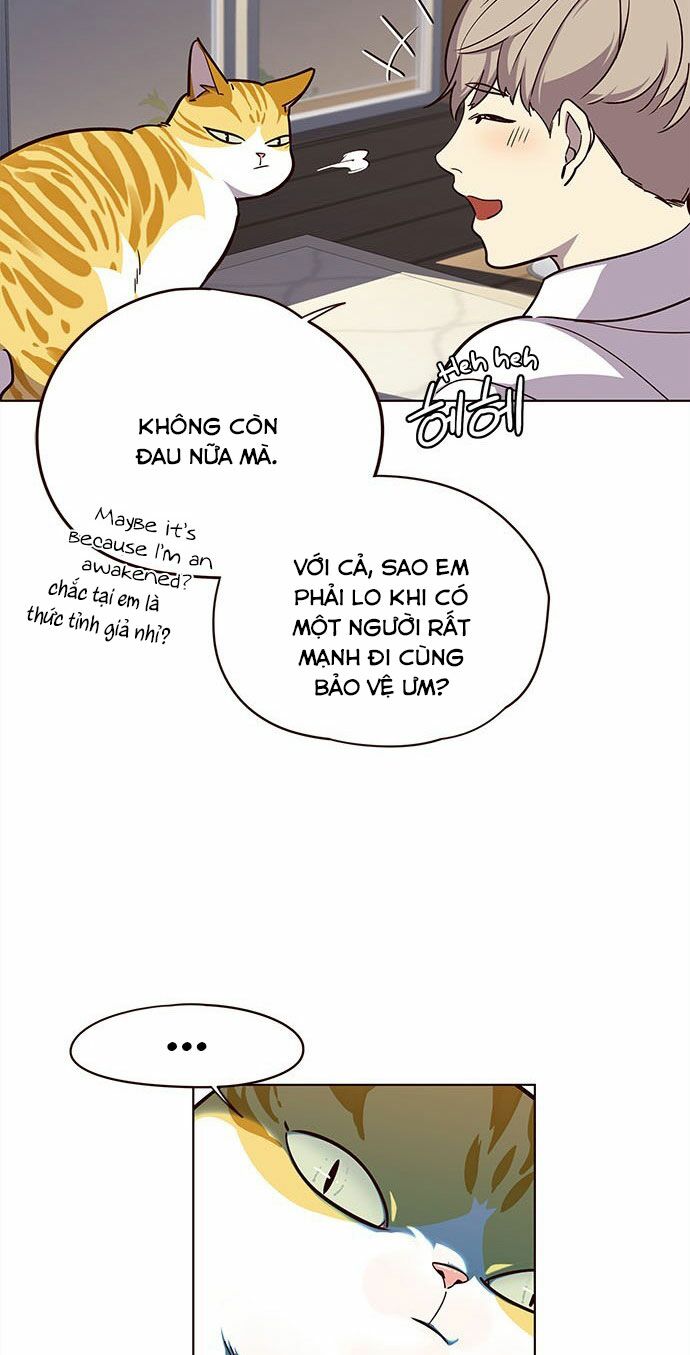 Heh heh
헤헤
KHÔNG CÒN
ĐAU NỮA MÀ.
Maybe it's
because I'm an
awakened?
chắc tại em là
thức tỉnh giả nhỉ?
VỚI CẢ, SAO EM
PHẢI LO KHI CÓ
MỘT NGƯỜI RẤT
MẠNH ĐI CÙNG
BẢO VỆ ƯM?
...